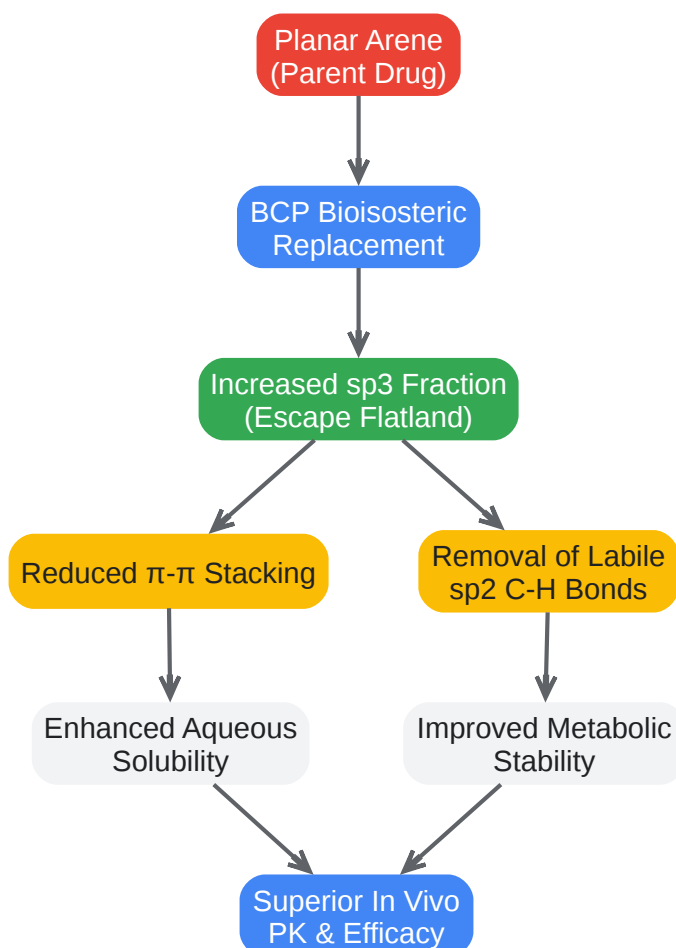 Planar Arene
(Parent Drug)
BCP Bioisosteric
Replacement
Increased sp3 Fraction
(Escape Flatland)
Reduced π-π Stacking
Removal of Labile
sp2 C-H Bonds
Enhanced Aqueous
Solubility
Improved Metabolic
Stability
Superior In Vivo
PK & Efficacy